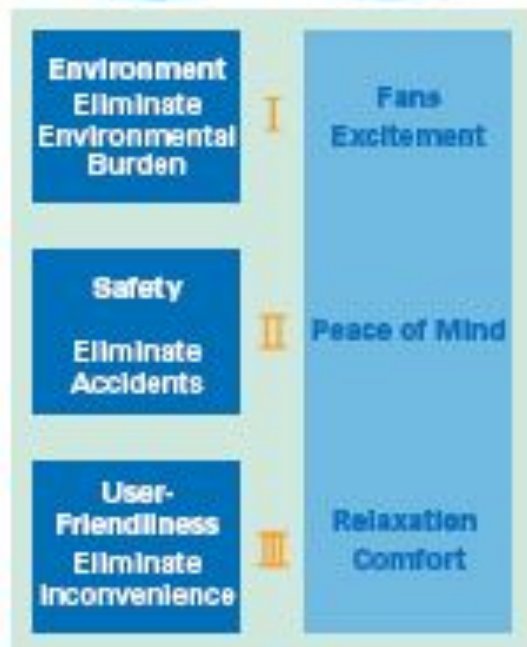 Environment
Eliminate
Environmental
Burden
I
Fans
Excitement
Safety
Eliminate
Accidents
II
Peace of Mind
User-
Friendliness
Eliminate
Inconvenience
III
Relaxation
Comfort